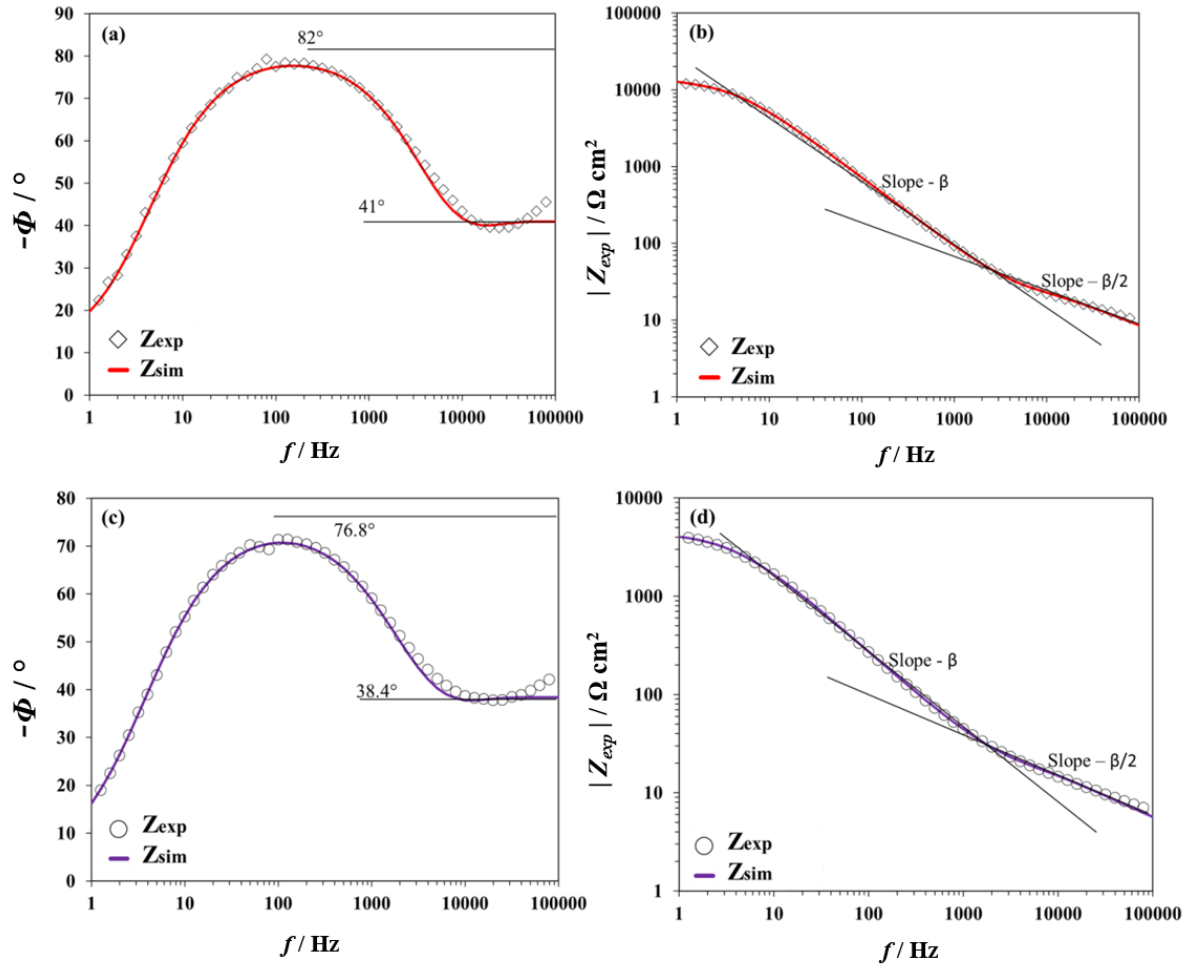 (a)
90
80
70
60
50
40
30
20
10
0
82°
41°
Zexp
Zsim
1 10 100 1000 10000 100000
-Φ / °
f / Hz
(b)
100000
10000
1000
100
10
1
Slope - β
Slope – β/2
Zexp
Zsim
1 10 100 1000 10000 100000
| Zexp | / Ω cm²
f / Hz
(c)
80
70
60
50
40
30
20
10
0
76.8°
38.4°
Zexp
Zsim
1 10 100 1000 10000 100000
-Φ / °
f / Hz
(d)
10000
1000
100
10
1
Slope - β
Slope – β/2
Zexp
Zsim
1 10 100 1000 10000 100000
| Zexp | / Ω cm²
f / Hz